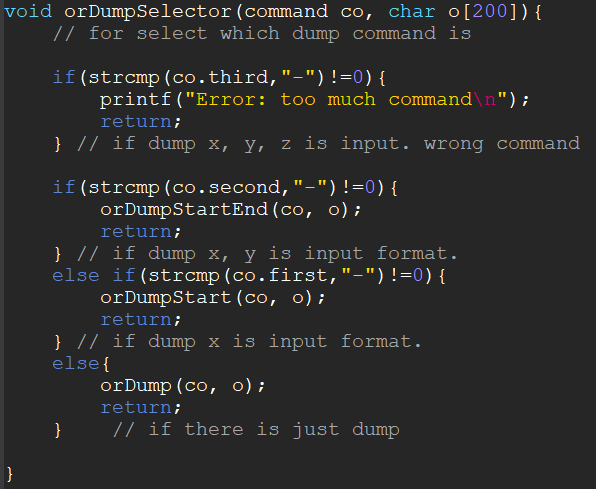 void orDumpSelector(command co, char o[200]){
    // for select which dump command is

    if(strcmp(co.third,"-")!=0){
        printf("Error: too much command\n");
        return;
    } // if dump x, y, z is input. wrong command

    if(strcmp(co.second,"-")!=0){
        orDumpStartEnd(co, o);
        return;
    } // if dump x, y is input format.
    else if(strcmp(co.first,"-")!=0){
        orDumpStart(co, o);
        return;
    } // if dump x is input format.
    else{
        orDump(co, o);
        return;
    }    // if there is just dump

}